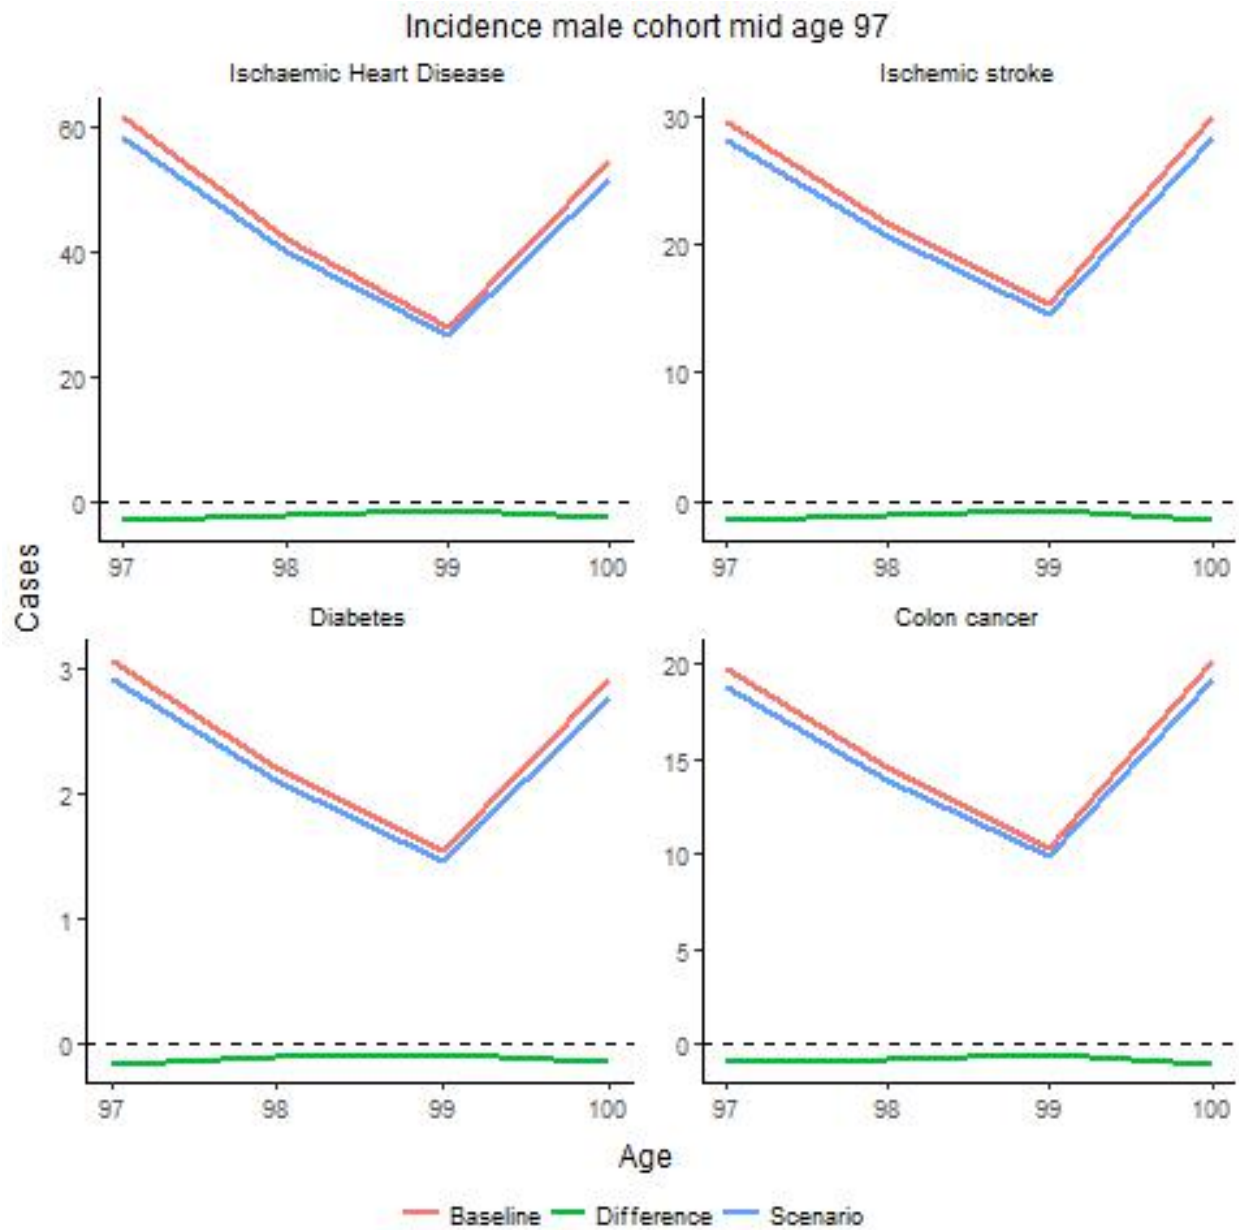 Incidence male cohort mid age 97
Ischaemic Heart Disease
60
40
20
0
97 98 99 100
Ischemic stroke
30
20
10
0
97 98 99 100
Cases
Diabetes
3
2
1
0
97 98 99 100
Colon cancer
20
15
10
5
0
97 98 99 100
Age
Baseline Difference Scenario